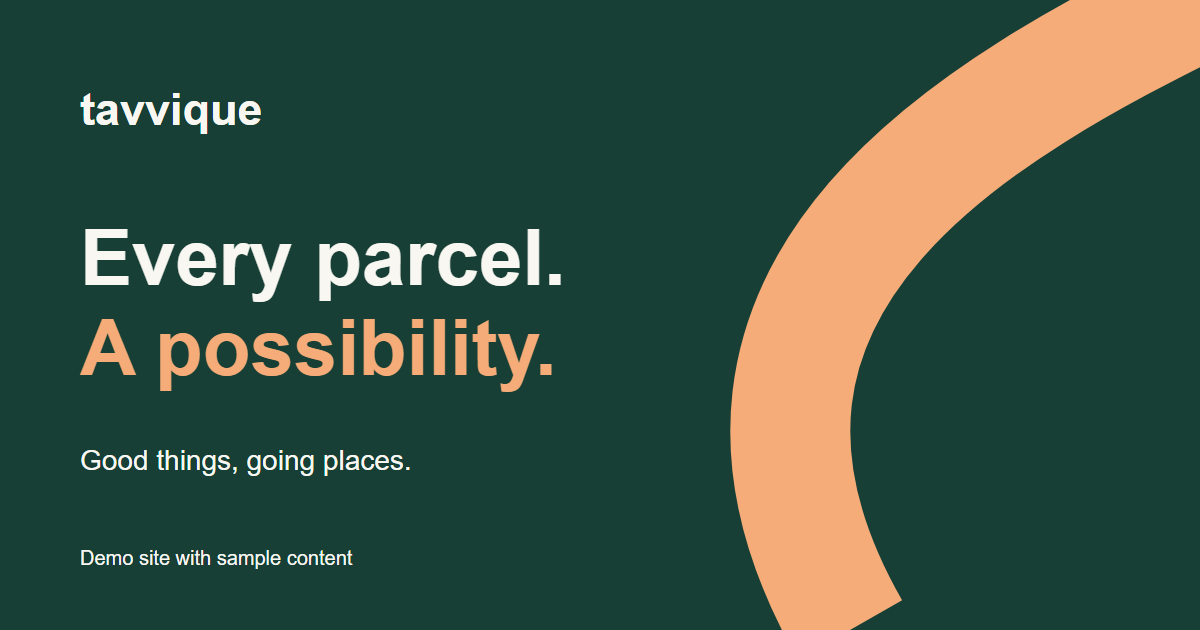 tavvique
Every parcel.
A possibility.
Good things, going places.
Demo site with sample content